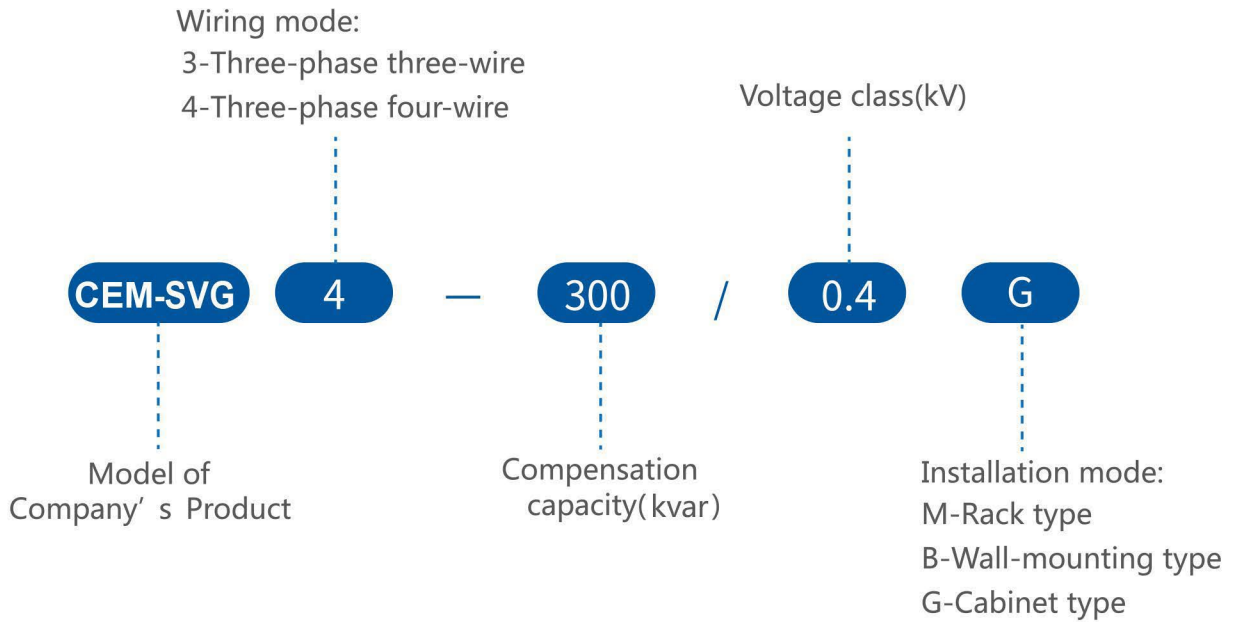 Wiring mode:
3-Three-phase three-wire
4-Three-phase four-wire
Voltage class(kV)
CEM-SVG 4 — 300 / 0.4 G
Model of
Company's Product
Compensation
capacity(kvar)
Installation mode:
M-Rack type
B-Wall-mounting type
G-Cabinet type